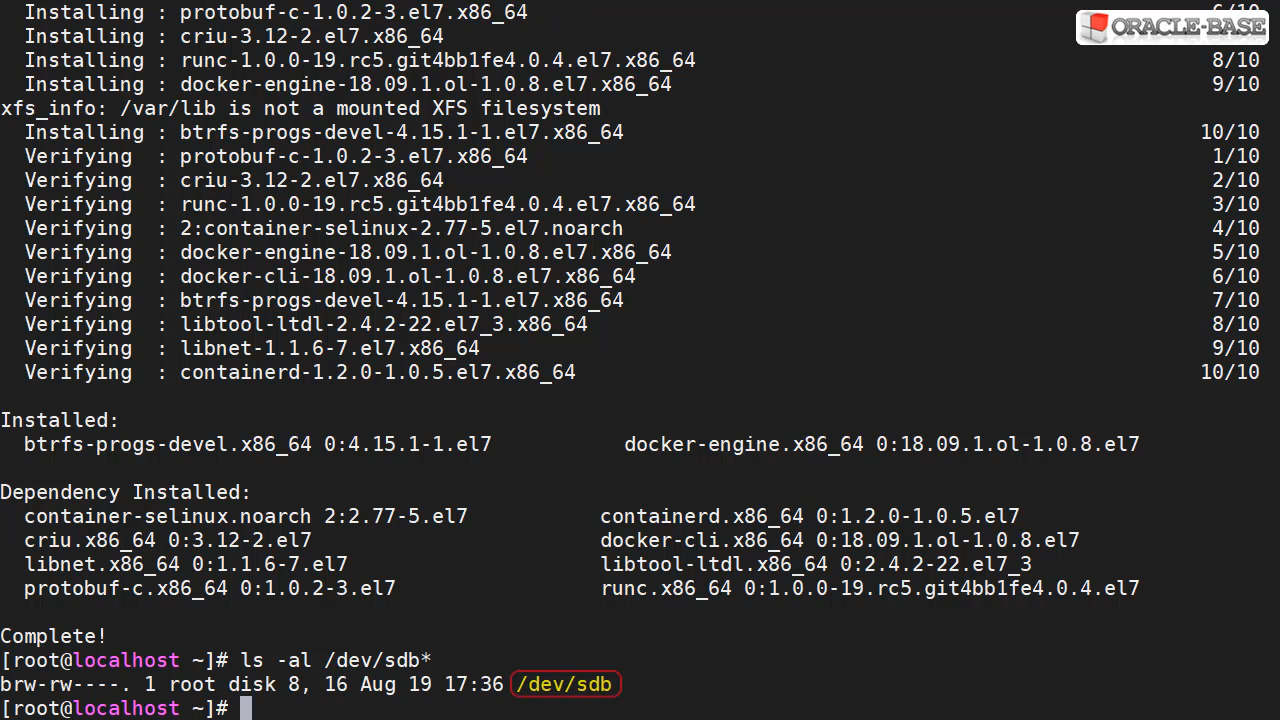 Installing : protobuf-c-1.0.2-3.el7.x86_64 6/10
ORACLE-BASE
Installing : criu-3.12-2.el7.x86_64
Installing : runc-1.0.0-19.rc5.git4bb1fe4.0.4.el7.x86_64 8/10
Installing : docker-engine-18.09.1.ol-1.0.8.el7.x86_64 9/10
xfs_info: /var/lib is not a mounted XFS filesystem
Installing : btrfs-progs-devel-4.15.1-1.el7.x86_64 10/10
Verifying : protobuf-c-1.0.2-3.el7.x86_64 1/10
Verifying : criu-3.12-2.el7.x86_64 2/10
Verifying : runc-1.0.0-19.rc5.git4bb1fe4.0.4.el7.x86_64 3/10
Verifying : 2:container-selinux-2.77-5.el7.noarch 4/10
Verifying : docker-engine-18.09.1.ol-1.0.8.el7.x86_64 5/10
Verifying : docker-cli-18.09.1.ol-1.0.8.el7.x86_64 6/10
Verifying : btrfs-progs-devel-4.15.1-1.el7.x86_64 7/10
Verifying : libtool-ltdl-2.4.2-22.el7_3.x86_64 8/10
Verifying : libnet-1.1.6-7.el7.x86_64 9/10
Verifying : containerd-1.2.0-1.0.5.el7.x86_64 10/10
Installed:
btrfs-progs-devel.x86_64 0:4.15.1-1.el7 docker-engine.x86_64 0:18.09.1.ol-1.0.8.el7
Dependency Installed:
container-selinux.noarch 2:2.77-5.el7 containerd.x86_64 0:1.2.0-1.0.5.el7
criu.x86_64 0:3.12-2.el7 docker-cli.x86_64 0:18.09.1.ol-1.0.8.el7
libnet.x86_64 0:1.1.6-7.el7 libtool-ltdl.x86_64 0:2.4.2-22.el7_3
protobuf-c.x86_64 0:1.0.2-3.el7 runc.x86_64 0:1.0.0-19.rc5.git4bb1fe4.0.4.el7
Complete!
[root@localhost ~]# ls -al /dev/sdb*
brw-rw----. 1 root disk 8, 16 Aug 19 17:36 /dev/sdb
[root@localhost ~]#